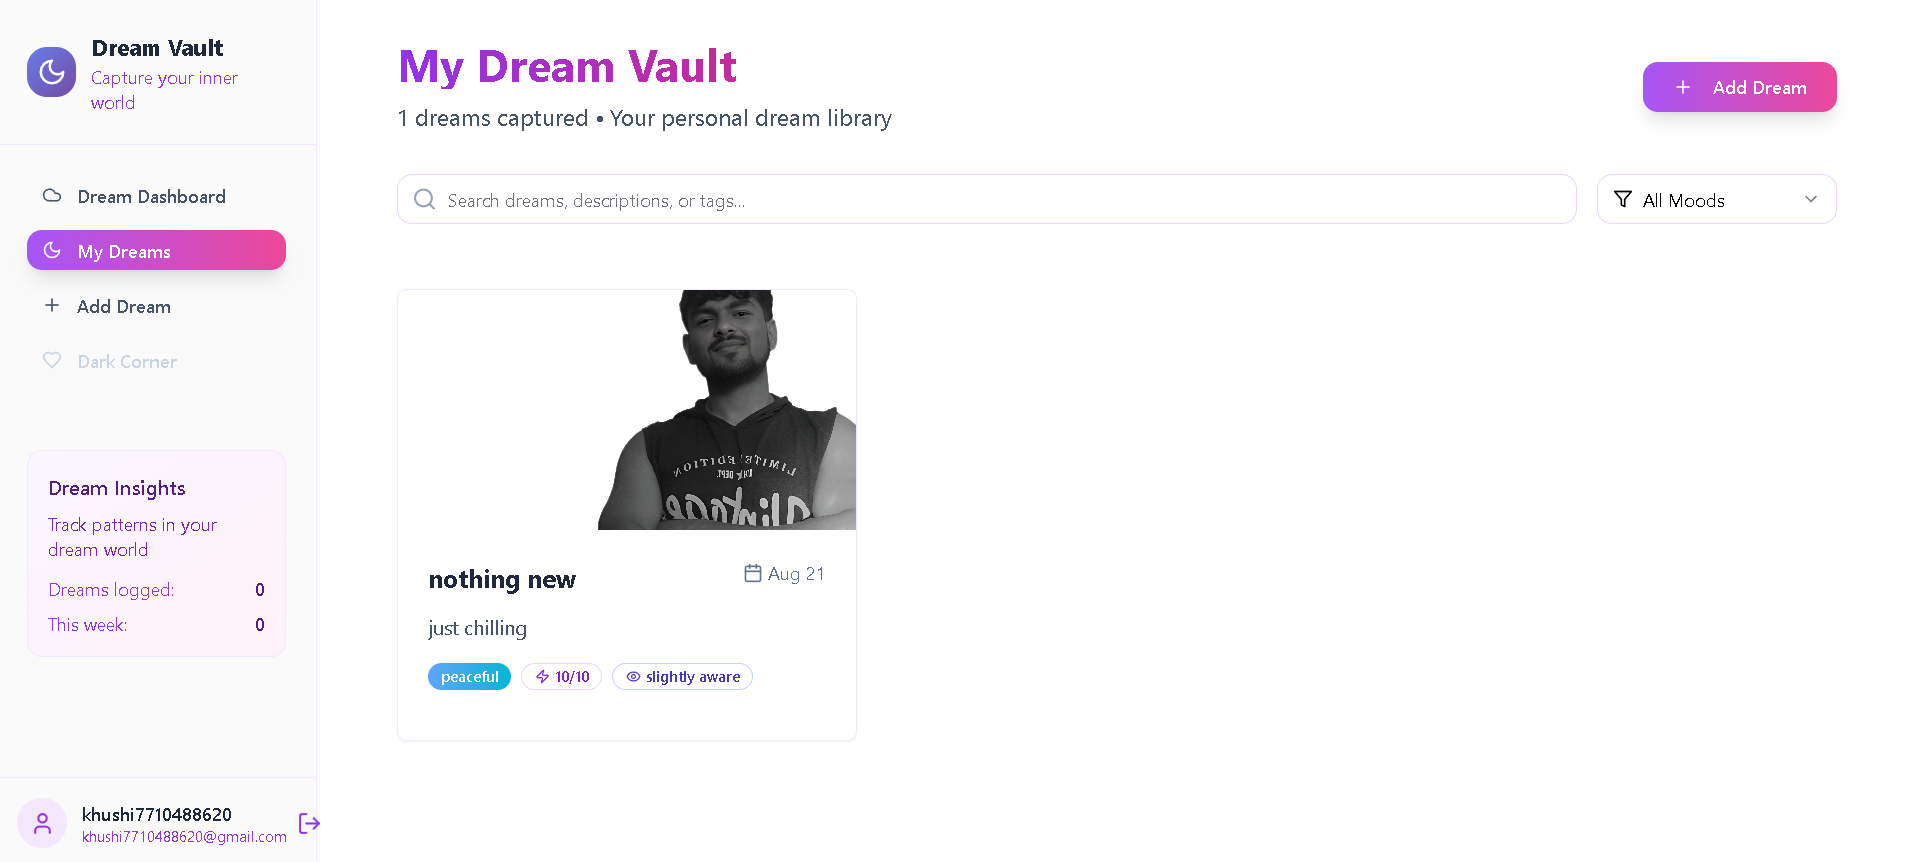 Dream Vault
Capture your inner
world
Dream Dashboard
My Dreams
Add Dream
Dark Corner
Dream Insights
Track patterns in your
dream world
Dreams logged: 0
This week: 0
khushi7710488620
khushi7710488620@gmail.com
My Dream Vault
1 dreams captured • Your personal dream library
Add Dream
Search dreams, descriptions, or tags...
All Moods
LIMITED EDITION
nothing new
Aug 21
just chilling
peaceful
10/10
slightly aware